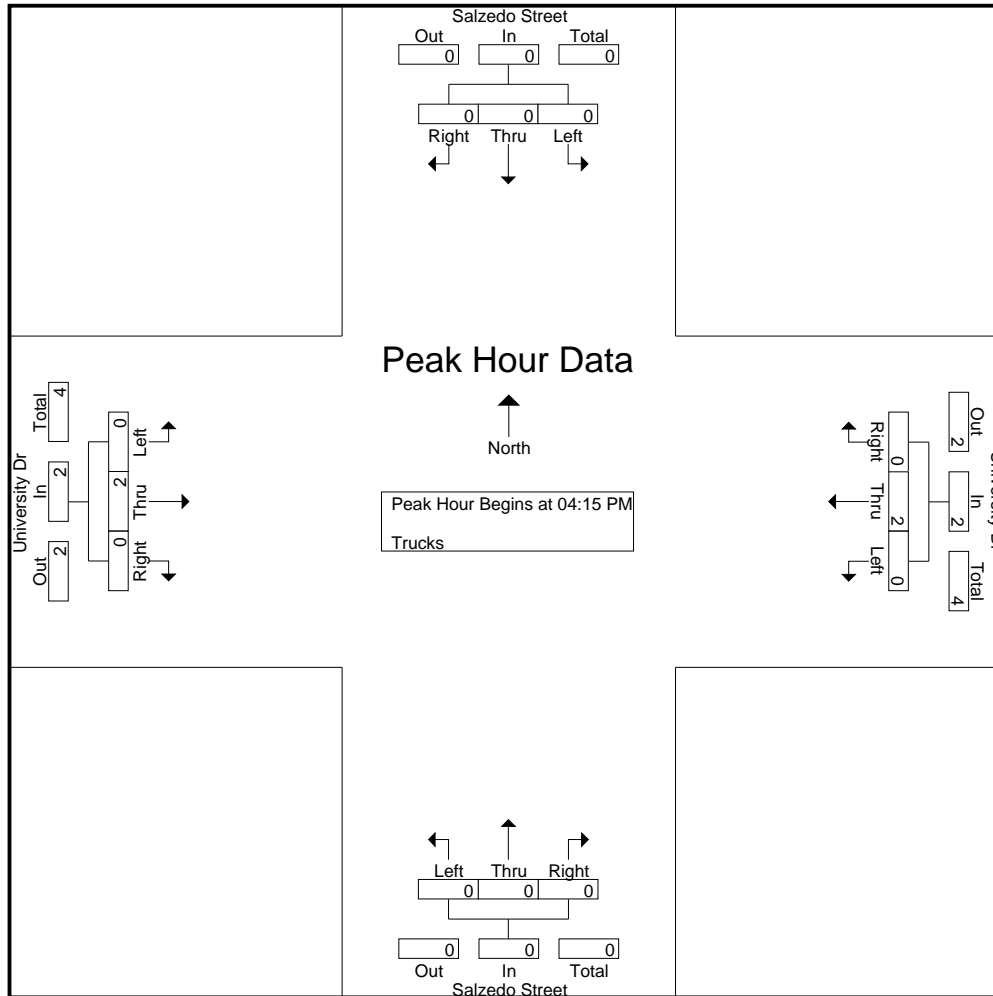 Salzedo Street
Out In Total
0 0 0
0 0 0
Right Thru Left
Peak Hour Data
North
Peak Hour Begins at 04:15 PM
Trucks
University Dr
Total In Out
4 2 2
0 2 0
Left Thru Right
Right Thru Left
0 2 0
2 2 4
Out In Total
Left Thru Right
0 0 0
0 0 0
Out In Total
Salzedo Street